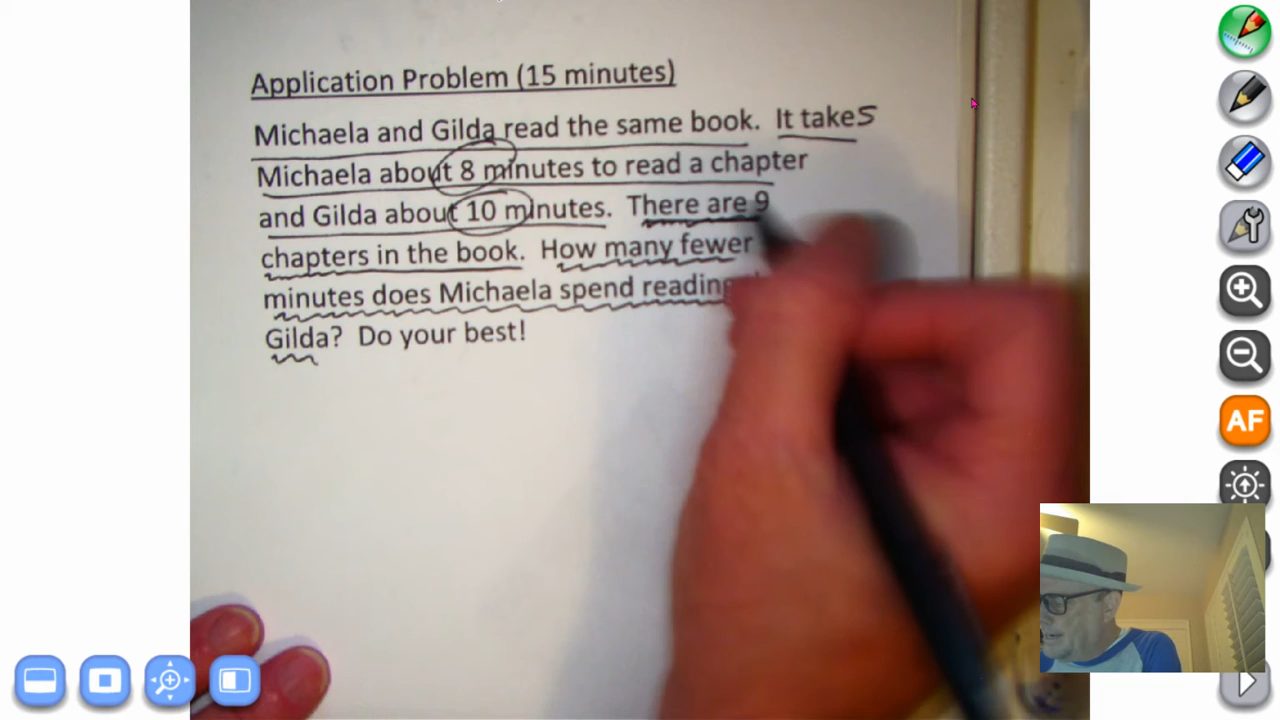 Application Problem (15 minutes)
Michaela and Gilda read the same book. It takes
Michaela about 8 minutes to read a chapter
and Gilda about 10 minutes. There are 9
chapters in the book. How many fewer
minutes does Michaela spend reading
Gilda? Do your best!
AF